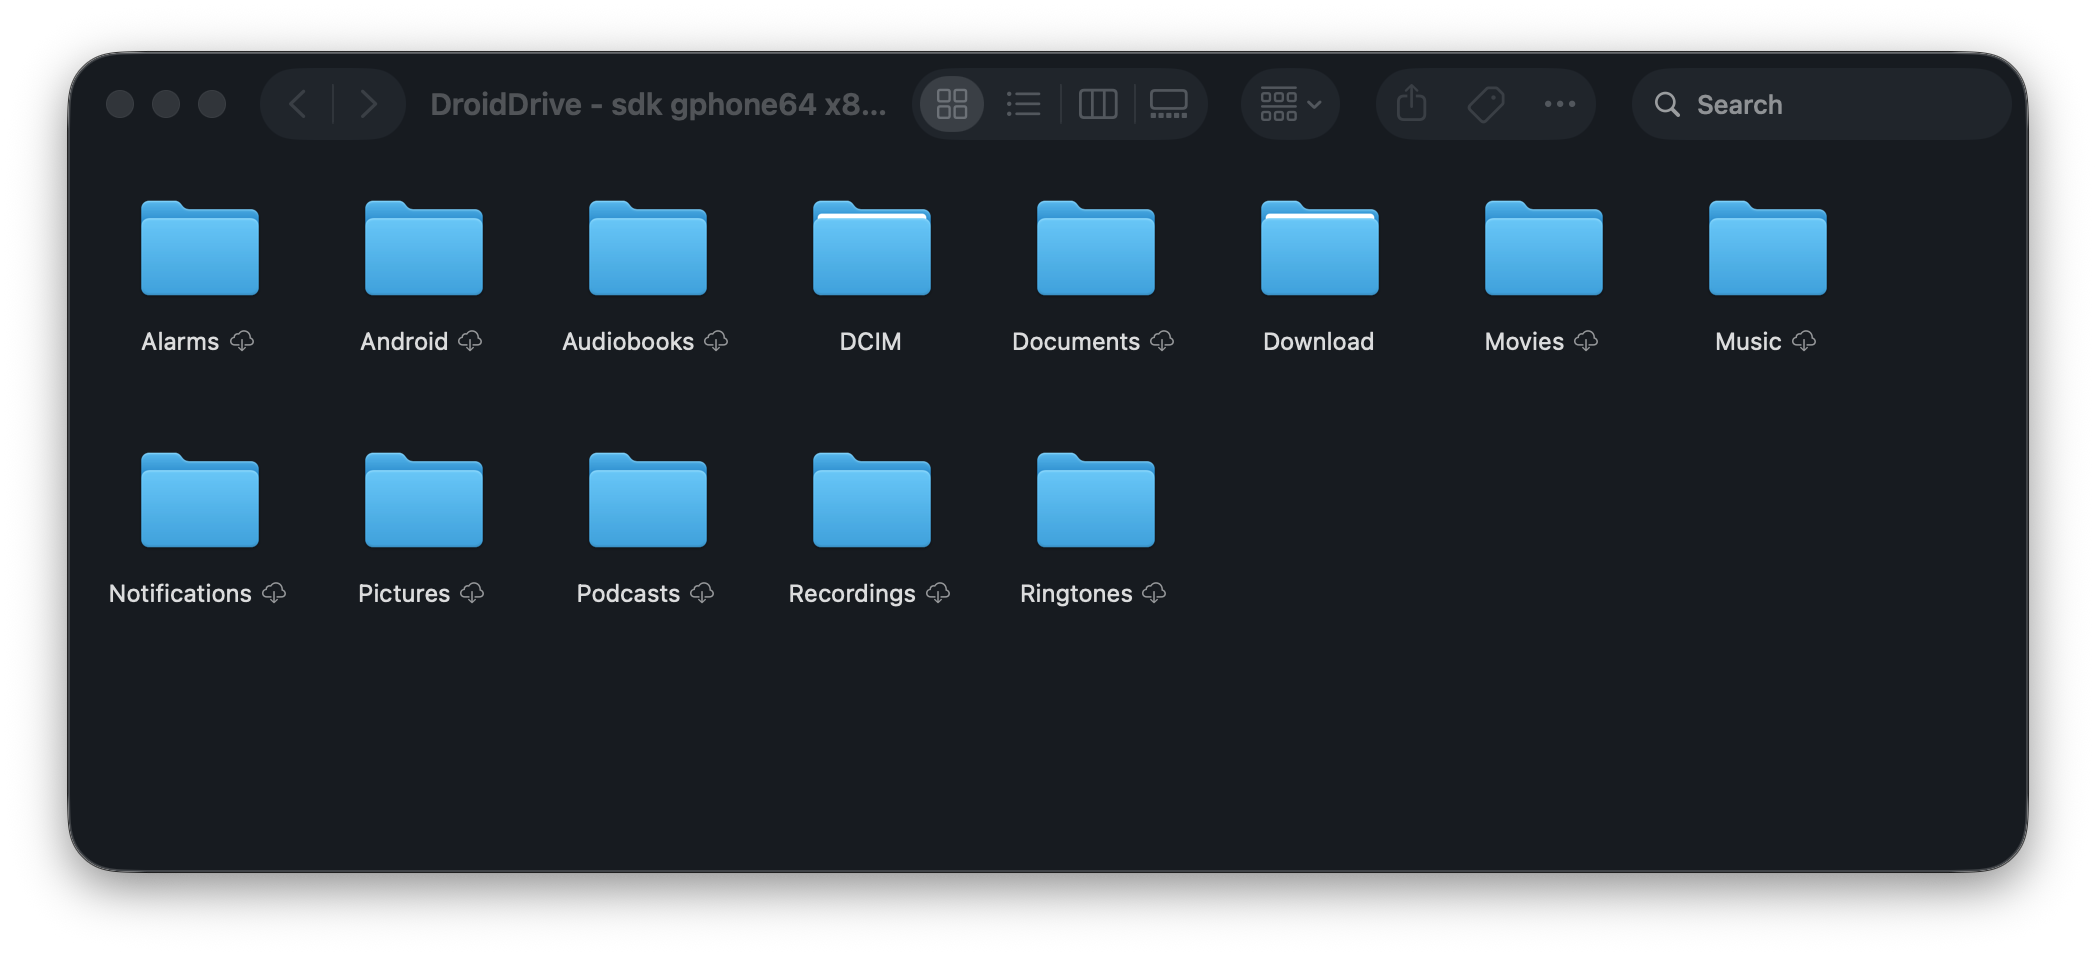 DroidDrive - sdk gphone64 x8...
Search
Alarms
Android
Audiobooks
DCIM
Documents
Download
Movies
Music
Notifications
Pictures
Podcasts
Recordings
Ringtones